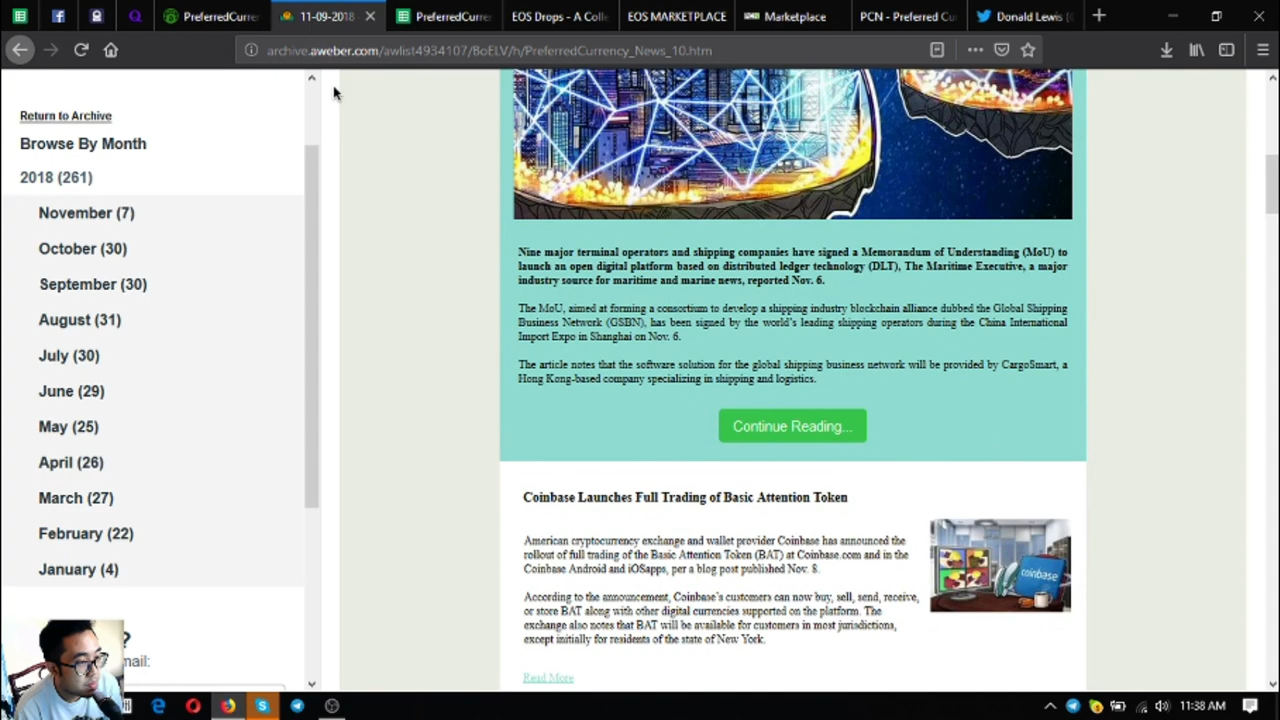 PreferredCurre
11-09-2018
PreferredCurre
EOS Drops - A Colle
EOS MARKETPLACE
Marketplace
PCN - Preferred Cu
Donald Lewis (
archive.aweber.com/awlist4934107/BoELV/h/PreferredCurrency_News_10.htm
Return to Archive
Browse By Month
2018 (261)
November (7)
October (30)
September (30)
August (31)
July (30)
June (29)
May (25)
April (26)
March (27)
February (22)
January (4)
?
mail:
Nine major terminal operators and shipping companies have signed a Memorandum of Understanding (MoU) to
launch an open digital platform based on distributed ledger technology (DLT), The Maritime Executive, a major
industry source for maritime and marine news, reported Nov. 6.
The MoU, aimed at forming a consortium to develop a shipping industry blockchain alliance dubbed the Global Shipping
Business Network (GSBN), has been signed by the world's leading shipping operators during the China International
Import Expo in Shanghai on Nov. 6.
The article notes that the software solution for the global shipping business network will be provided by CargoSmart, a
Hong Kong-based company specializing in shipping and logistics.
Continue Reading...
Coinbase Launches Full Trading of Basic Attention Token
American cryptocurrency exchange and wallet provider Coinbase has announced the
rollout of full trading of the Basic Attention Token (BAT) at Coinbase.com and in the
Coinbase Android and iOSapps, per a blog post published Nov. 8.
According to the announcement, Coinbase's customers can now buy, sell, send, receive,
or store BAT along with other digital currencies supported on the platform. The
exchange also notes that BAT will be available for customers in most jurisdictions,
except initially for residents of the state of New York.
coinbase
Read More
11:38 AM